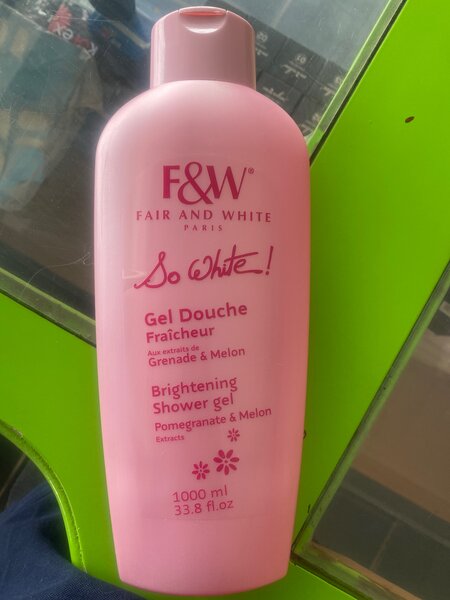 F&W®
FAIR AND WHITE
PARIS
So White!
Gel Douche
Fraîcheur
Aux extraits de
Grenade & Melon
Brightening
Shower gel
Pomegranate & Melon
Extracts
1000 ml
33.8 fl.oz